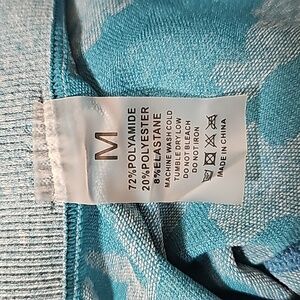 M
72%POLYAMIDE
20%POLYESTER
8%ELASTANE
MACHINE WASH COLD
TUMBLE DRY LOW
DO NOT BLEACH
DO NOT IRON
MADE IN CHINA